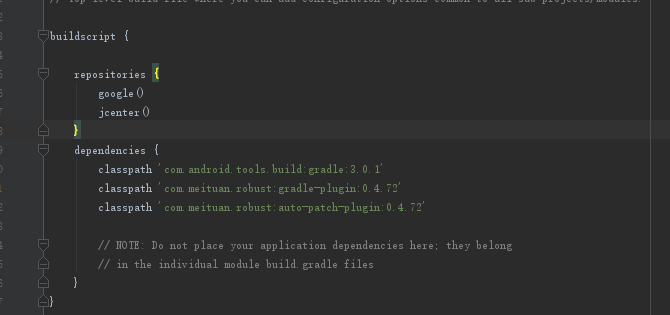 // Top-level build file where you can add configuration options common to all sub-projects/modules.
buildscript {
repositories {
google()
jcenter()
}
dependencies {
classpath 'com.android.tools.build:gradle:3.0.1'
classpath 'com.meituan.robust:gradle-plugin:0.4.72'
classpath 'com.meituan.robust:auto-patch-plugin:0.4.72'
// NOTE: Do not place your application dependencies here; they belong
// in the individual module build.gradle files
}
}